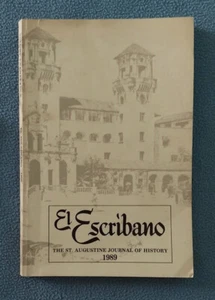 El Escribano
THE ST. AUGUSTINE JOURNAL OF HISTORY
1989